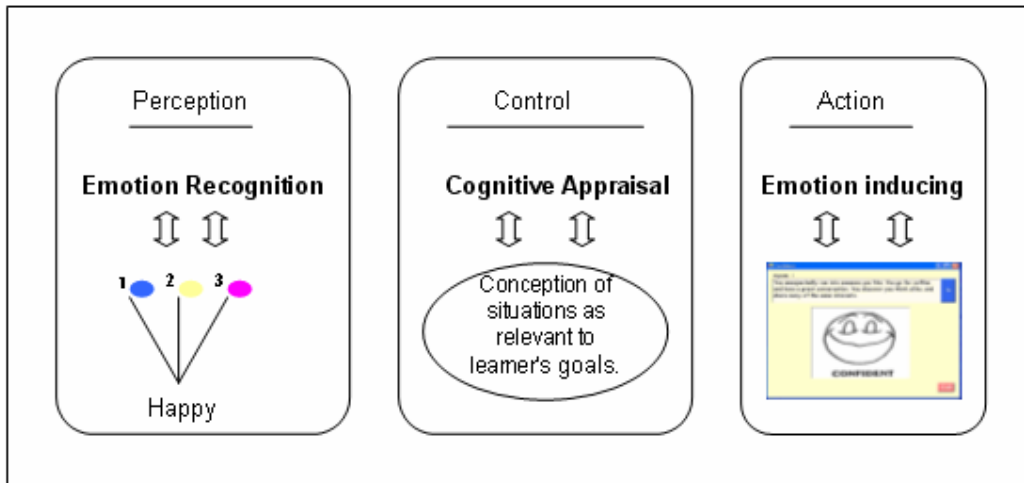 Perception
Emotion Recognition
1 2 3
Happy
Control
Cognitive Appraisal
Conception of
situations as
relevant to
learner's goals.
Action
Emotion inducing
CONFIDENT